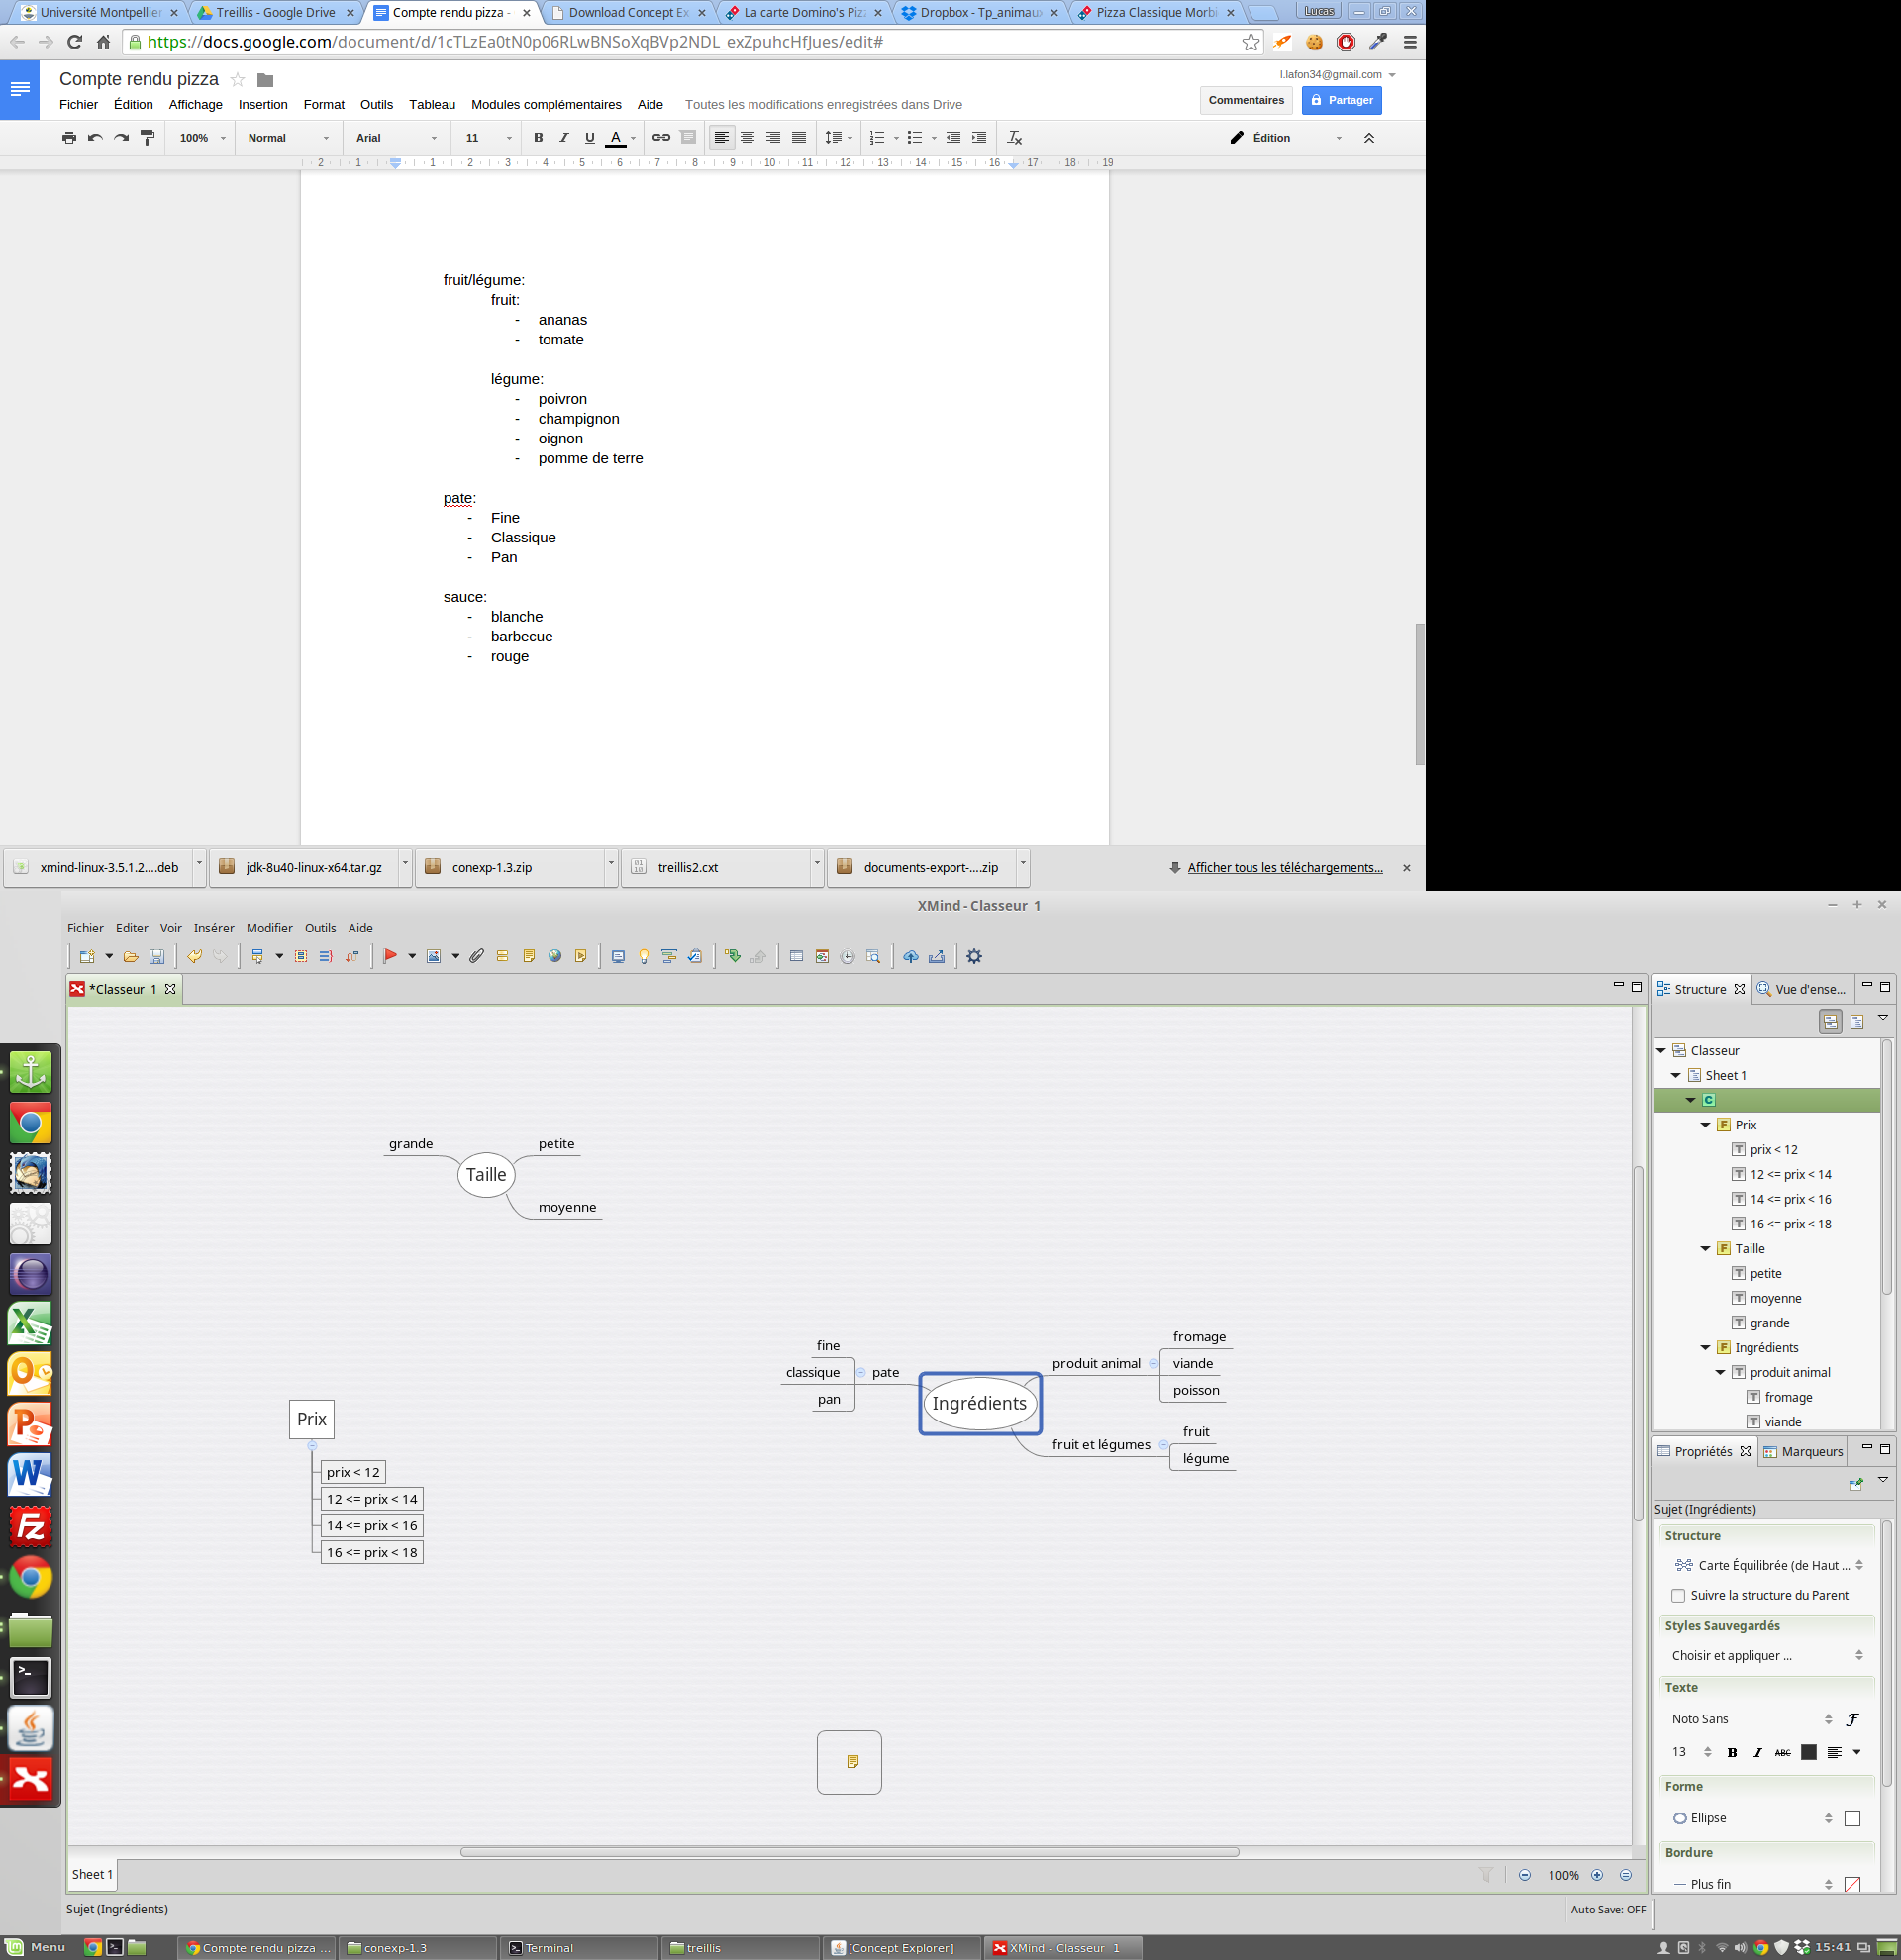 Université Montpellier
Treillis - Google Drive
Compte rendu pizza -
Download Concept Ex
La carte Domino's Pizz
Dropbox - Tp_animaux
Pizza Classique Morbi
Lucas
https://docs.google.com/document/d/1cTLzEa0tN0p06RLwBNSoXqBVp2NDL_exZpuhcHfJues/edit#
Compte rendu pizza
l.lafon34@gmail.com
Fichier Édition Affichage Insertion Format Outils Tableau Modules complémentaires Aide Toutes les modifications enregistrées dans Drive
Commentaires Partager
100% Normal Arial 11 B I U A Édition
2 1 1 2 3 4 5 6 7 8 9 10 11 12 13 14 15 16 17 18 19
fruit/légume:
fruit:
- ananas
- tomate
légume:
- poivron
- champignon
- oignon
- pomme de terre
pate:
- Fine
- Classique
- Pan
sauce:
- blanche
- barbecue
- rouge
xmind-linux-3.5.1.2....deb
jdk-8u40-linux-x64.tar.gz
conexp-1.3.zip
treillis2.cxt
documents-export-....zip
Afficher tous les téléchargements...
XMind - Classeur 1
Fichier Editer Voir Insérer Modifier Outils Aide
*Classeur 1
grande
petite
Taille
moyenne
fine
classique
pan
pate
Ingrédients
produit animal
fromage
viande
poisson
fruit et légumes
fruit
légume
Prix
prix < 12
12 <= prix < 14
14 <= prix < 16
16 <= prix < 18
Structure
Vue d'ense...
Classeur
Sheet 1
C
F Prix
T prix < 12
T 12 <= prix < 14
T 14 <= prix < 16
T 16 <= prix < 18
F Taille
T petite
T moyenne
T grande
F Ingrédients
T produit animal
T fromage
T viande
Propriétés
Marqueurs
Sujet (Ingrédients)
Structure
Carte Équilibrée (de Haut ...
Suivre la structure du Parent
Styles Sauvegardés
Choisir et appliquer ...
Texte
Noto Sans
13 B I ABC
Forme
Ellipse
Bordure
Plus fin
Sheet 1
100%
Sujet (Ingrédients)
Auto Save: OFF
Menu
Compte rendu pizza ...
conexp-1.3
Terminal
treillis
[Concept Explorer]
XMind - Classeur 1
15:41